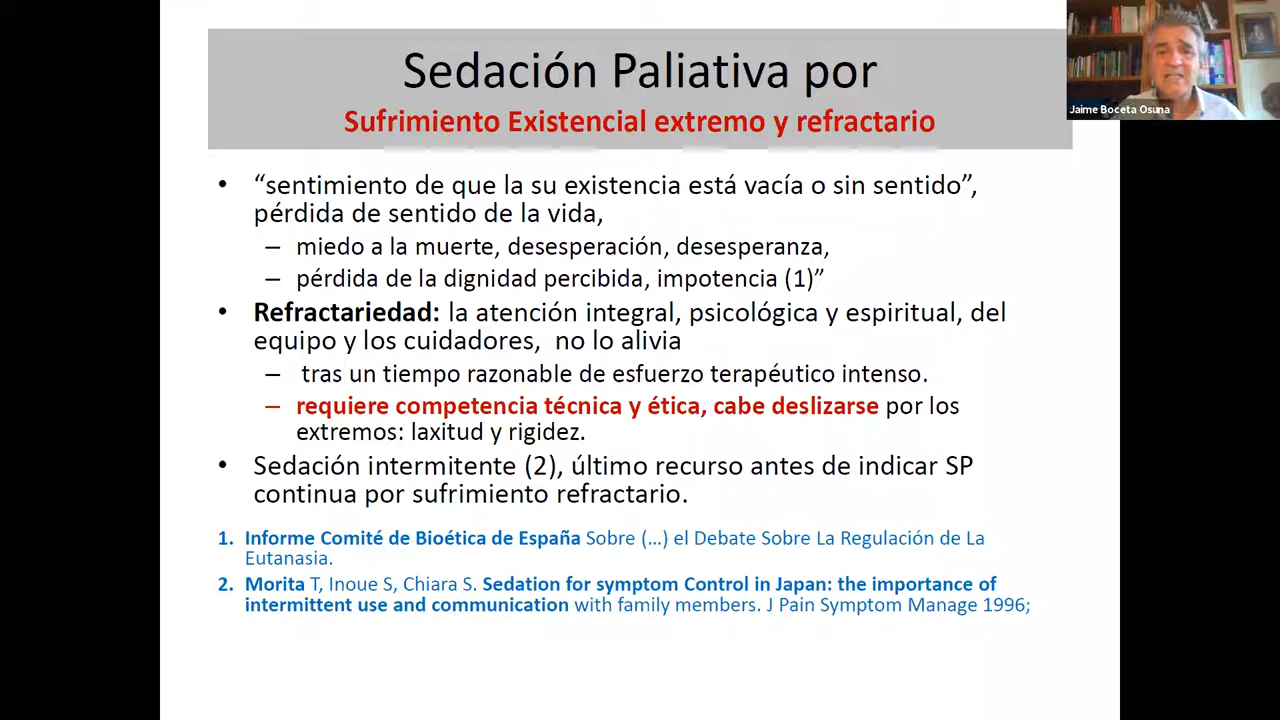 Sedación Paliativa por
Sufrimiento Existencial extremo y refractario
• “sentimiento de que la su existencia está vacía o sin sentido”,
pérdida de sentido de la vida,
– miedo a la muerte, desesperación, desesperanza,
– pérdida de la dignidad percibida, impotencia (1)”
• Refractariedad: la atención integral, psicológica y espiritual, del
equipo y los cuidadores, no lo alivia
– tras un tiempo razonable de esfuerzo terapéutico intenso.
– requiere competencia técnica y ética, cabe deslizarse por los
extremos: laxitud y rigidez.
• Sedación intermitente (2), último recurso antes de indicar SP
continua por sufrimiento refractario.
1. Informe Comité de Bioética de España Sobre (…) el Debate Sobre La Regulación de La
Eutanasia.
2. Morita T, Inoue S, Chiara S. Sedation for symptom Control in Japan: the importance of
intermittent use and communication with family members. J Pain Symptom Manage 1996;
Jaime Boceta Osuna